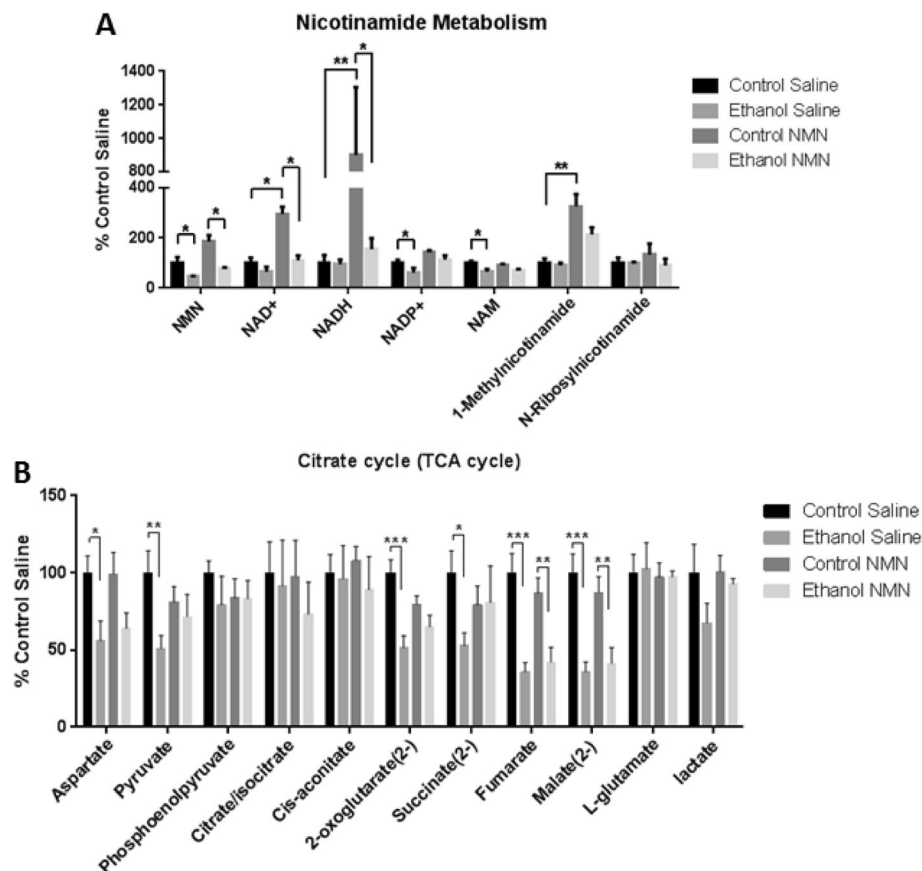 A
Nicotinamide Metabolism
% Control Saline
1400
1200
1000
800
400
200
0
*
*
*
*
**
*
*
*
**
NMN
NAD+
NADH
NADP+
NAM
1-Methylnicotinamide
N-Ribosylnicotinamide
Control Saline
Ethanol Saline
Control NMN
Ethanol NMN
B
Citrate cycle (TCA cycle)
% Control Saline
150
100
50
0
*
**
***
*
***
**
***
**
Aspartate
Pyruvate
Phosphoenolpyruvate
Citrate/isocitrate
Cis-aconitate
2-oxoglutarate(2-)
Succinate(2-)
Fumarate
Malate(2-)
L-glutamate
lactate
Control Saline
Ethanol Saline
Control NMN
Ethanol NMN